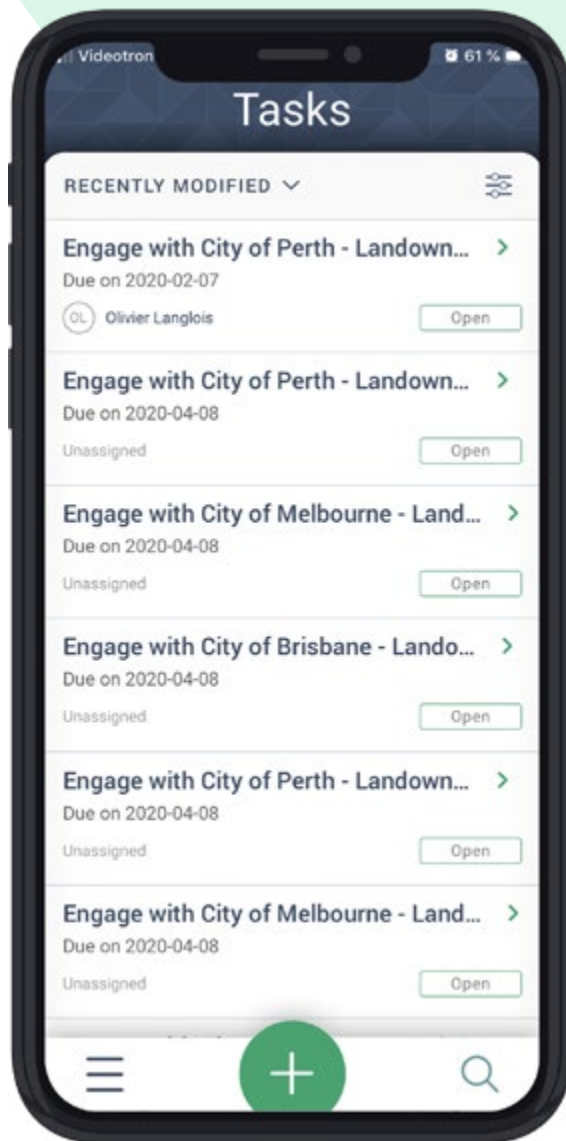 Videotron
61 %
Tasks
RECENTLY MODIFIED
Engage with City of Perth - Landown...
Due on 2020-02-07
OL Olivier Langlois
Open
Engage with City of Perth - Landown...
Due on 2020-04-08
Unassigned
Open
Engage with City of Melbourne - Land...
Due on 2020-04-08
Unassigned
Open
Engage with City of Brisbane - Lando...
Due on 2020-04-08
Unassigned
Open
Engage with City of Perth - Landown...
Due on 2020-04-08
Unassigned
Open
Engage with City of Melbourne - Land...
Due on 2020-04-08
Unassigned
Open